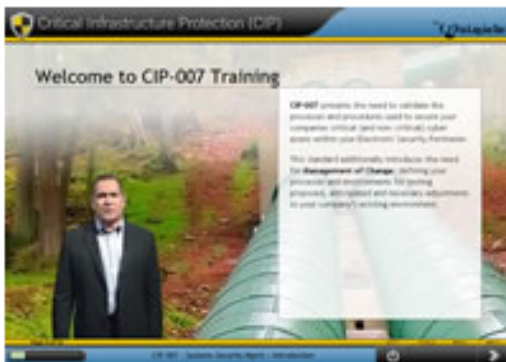 Critical Infrastructure Protection (CIP)
Welcome to CIP-007 Training
CIP-007 presents the need to validate the
processes and procedures used to secure your
companies critical (and non-critical) cyber
assets within your Electronic Security Perimeter.
This standard additionally introduces the need
for Management of Change, defining your
processes and environments for testing
proposed, anticipated and necessary adjustments
to your company's existing environment.
CIP-007 - Systems Security Mgmt - Introduction